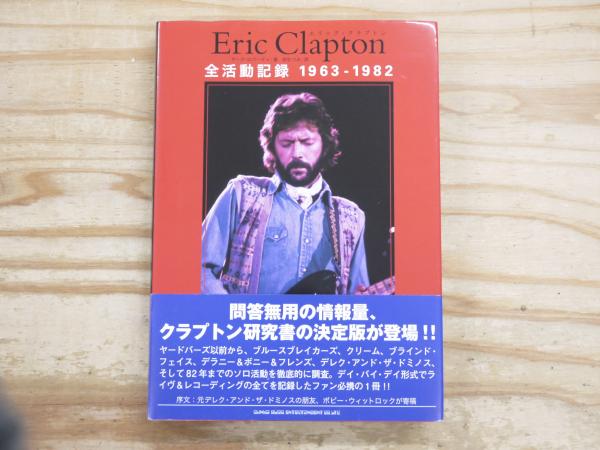 エリック・クラプトン
Eric Clapton
全活動記録 1963-1982
問答無用の情報量、
クラプトン研究書の決定版が登場!!
ヤードバーズ以前から、ブルースブレイカーズ、クリーム、ブラインド・
フェイス、デラニー&ボニー&フレンズ、デレク・アンド・ザ・ドミノス、
そして82年までのソロ活動を徹底的に調査。デイ・バイ・デイ形式でラ
イヴ&レコーディングの全てを記録したファン必携の1冊!!
序文:元デレク・アンド・ザ・ドミノスの朋友、ボビー・ウィットロックが寄稿